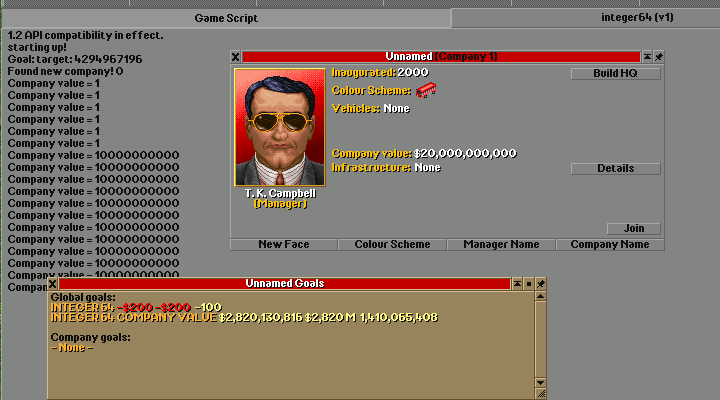 Game Script
integer64 (v1)
1.2 API compatibility in effect.
starting up!
Goal: target: 4294967196
Found new company! 0
Company value = 1
Company value = 1
Company value = 1
Company value = 1
Company value = 1
Company value = 1
Company value = 10000000000
Company value = 10000000000
Company value = 10000000000
Company value = 10000000000
Company value = 10000000000
Company value = 10000000000
Company value = 10000000000
Company value = 10000000000
Company value = 10000000000
Company value = 10000000000
Company value = 10000000000
Unnamed (Company 1)
Inaugurated: 2000
Build HQ
Colour Scheme:
Vehicles: None
Company value: $20,000,000,000
Infrastructure: None
Details
T. K. Campbell
(Manager)
Join
New Face
Colour Scheme
Manager Name
Company Name
Unnamed Goals
Global goals:
INTEGER64 -$200 -$200 -100
INTEGER64 COMPANY VALUE $2,820,130,816 $2,820 M 1,410,065,408
Company goals:
- None -